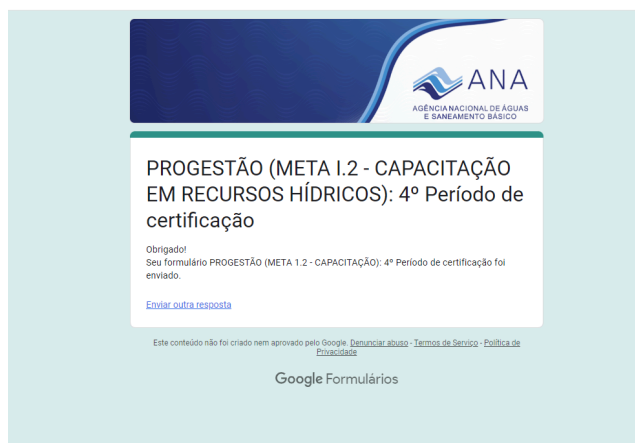 ANA
AGÊNCIA NACIONAL DE ÁGUAS
E SANEAMENTO BÁSICO
PROGESTÃO (META I.2 - CAPACITAÇÃO
EM RECURSOS HÍDRICOS): 4º Período de
certificação
Obrigado!
Seu formulário PROGESTÃO (META 1.2 - CAPACITAÇÃO): 4º Período de certificação foi
enviado.
Enviar outra resposta
Este conteúdo não foi criado nem aprovado pelo Google. Denunciar abuso - Termos de Serviço - Política de
Privacidade
Google Formulários